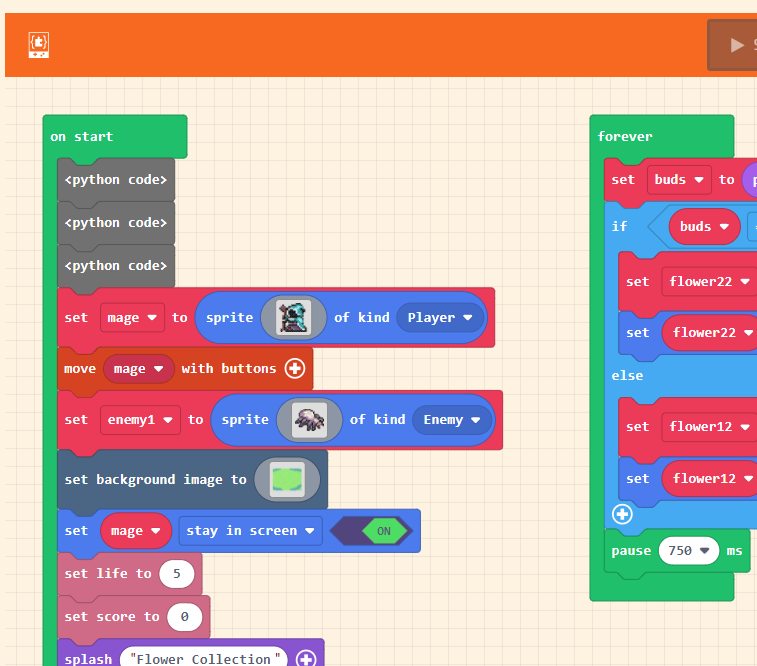 on start
<python code>
<python code>
<python code>
set mage to sprite of kind Player
move mage with buttons
set enemy1 to sprite of kind Enemy
set background image to
set mage stay in screen ON
set life to 5
set score to 0
splash "Flower Collection"
forever
set buds to
if buds
set flower22
set flower22
else
set flower12
set flower12
pause 750 ms